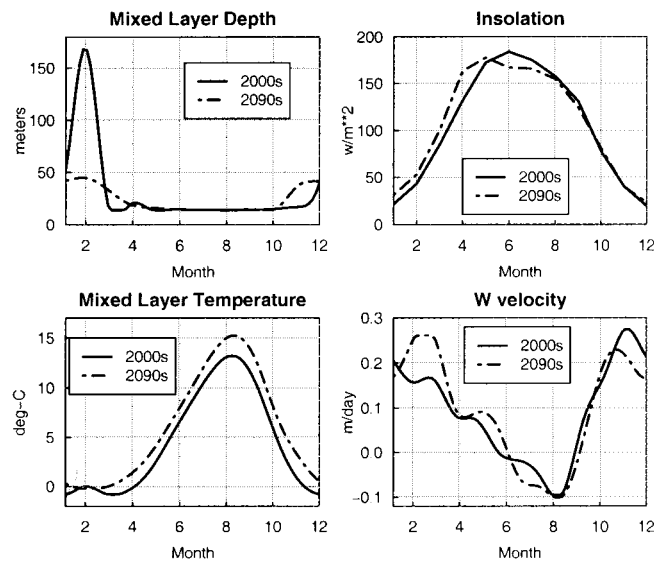 Mixed Layer Depth
meters
150
100
50
0
2000s
2090s
2 4 6 8 10 12
Month
Insolation
w/m**2
200
150
100
50
0
2000s
2090s
2 4 6 8 10 12
Month
Mixed Layer Temperature
deg-C
15
10
5
0
2000s
2090s
2 4 6 8 10 12
Month
W velocity
m/day
0.3
0.2
0.1
0.0
-0.1
2000s
2090s
2 4 6 8 10 12
Month